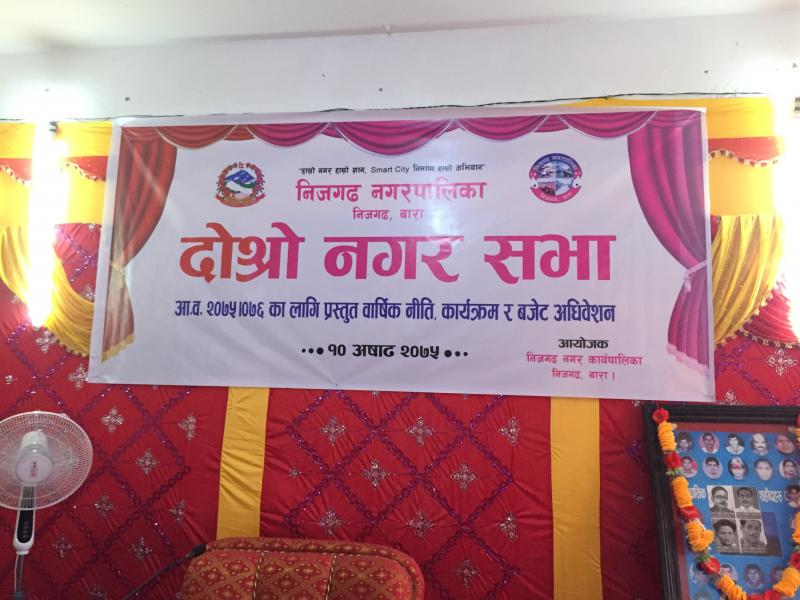 "हाम्रो नगर हाम्रो ज्ञान, Smart City निर्माण हाम्रो अभियान"
निजगढ नगरपालिका
निजगढ, बारा
दोश्रो नगर सभा
आ.व. २०७५।०७६ का लागि प्रस्तुत वार्षिक नीति, कार्यक्रम र बजेट अधिवेशन
१० अषाढ २०७५
आयोजक
निजगढ नगर कार्यपालिका
निजगढ, बारा ।